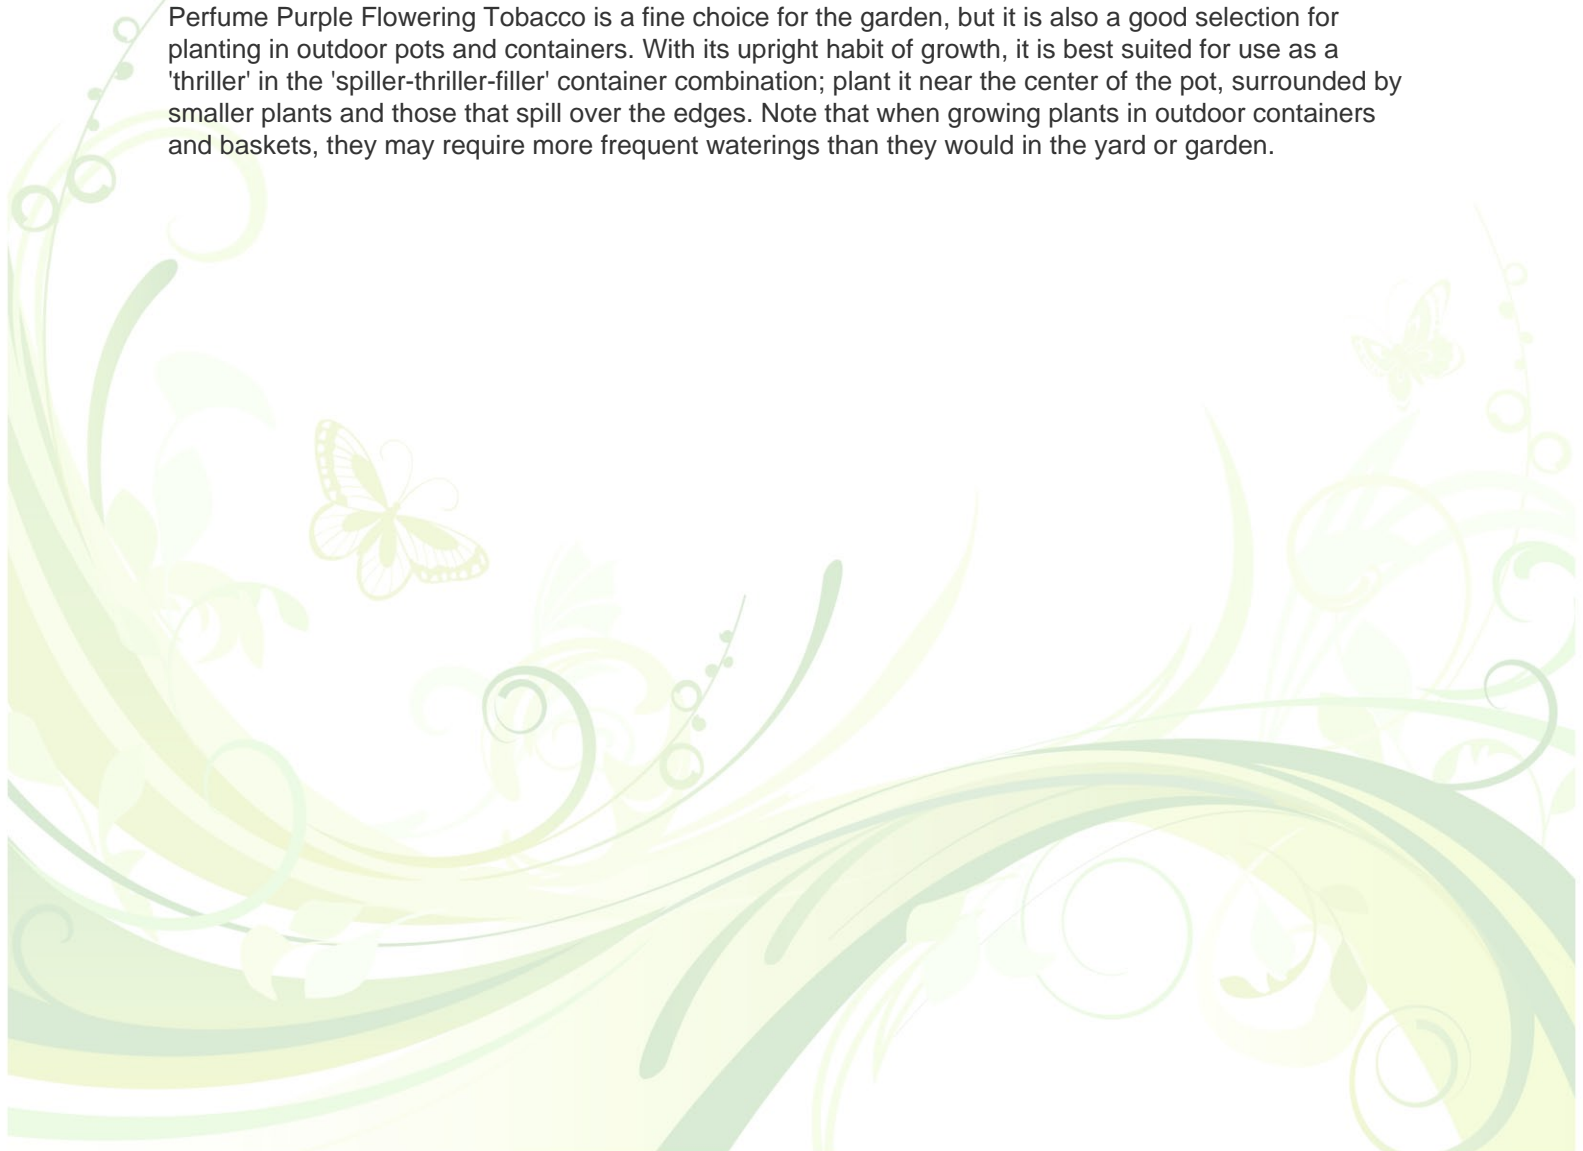 Perfume Purple Flowering Tobacco is a fine choice for the garden, but it is also a good selection for
planting in outdoor pots and containers. With its upright habit of growth, it is best suited for use as a
'thriller' in the 'spiller-thriller-filler' container combination; plant it near the center of the pot, surrounded by
smaller plants and those that spill over the edges. Note that when growing plants in outdoor containers
and baskets, they may require more frequent waterings than they would in the yard or garden.